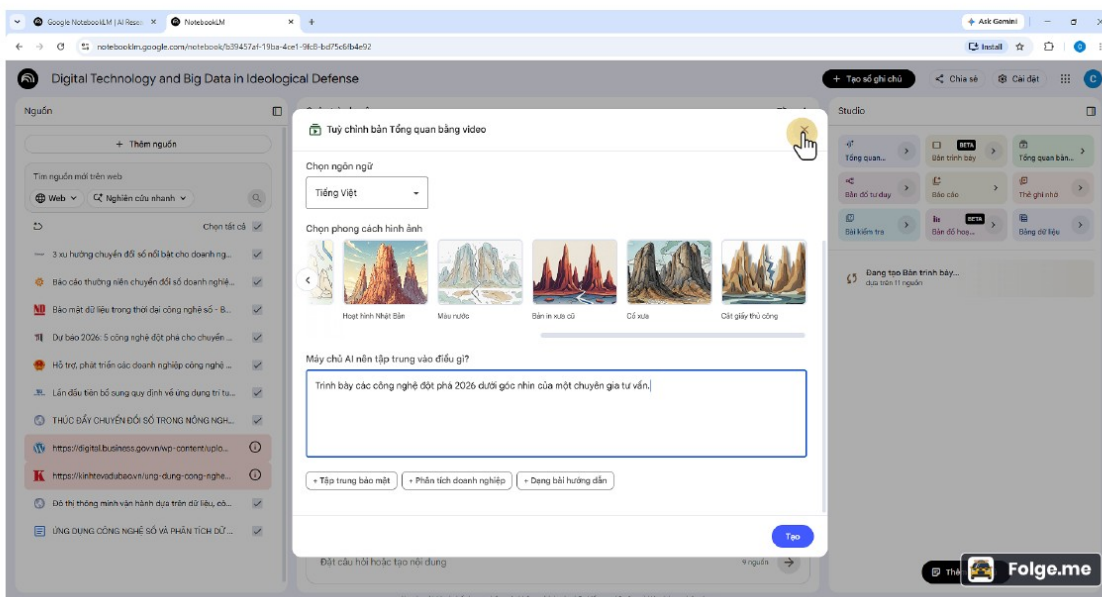 Google NotebookLM | AI Resea
NotebookLM
Ask Gemini
notebooklm.google.com/notebook/b39457af-19ba-4ce1-9fc8-bd75c6fb4e92
Install
Digital Technology and Big Data in Ideological Defense
+ Tạo sổ ghi chú
Chia sẻ
Cài đặt
C
Nguồn
+ Thêm nguồn
Tìm nguồn mới trên web
Web
Nghiên cứu nhanh
Chọn tất cả
3 xu hướng chuyển đổi số nổi bật cho doanh ng...
Báo cáo thường niên chuyển đổi số doanh nghiệ...
Bảo mật dữ liệu trong thời đại công nghệ số - B...
Dự báo 2026: 5 công nghệ đột phá cho chuyển ...
Hỗ trợ, phát triển các doanh nghiệp công nghệ ...
Lần đầu tiên bổ sung quy định về ứng dụng trí tu...
THÚC ĐẨY CHUYỂN ĐỔI SỐ TRONG NÔNG NGH...
https://digital.business.gov.vn/wp-content/uplo...
https://kinhtevadubao.vn/ung-dung-cong-nghe...
Đô thị thông minh vận hành dựa trên dữ liệu, cô...
ỨNG DỤNG CÔNG NGHỆ SỐ VÀ PHÂN TÍCH DỮ ...
Tuỳ chỉnh bản Tổng quan bằng video
Chọn ngôn ngữ
Tiếng Việt
Chọn phong cách hình ảnh
Hoạt hình Nhật Bản
Màu nước
Bản in xưa cũ
Cổ xưa
Cắt giấy thủ công
Máy chủ AI nên tập trung vào điều gì?
Trình bày các công nghệ đột phá 2026 dưới góc nhìn của một chuyên gia tư vấn.
+ Tập trung bảo mật
+ Phân tích doanh nghiệp
+ Dạng bài hướng dẫn
Tạo
Đặt câu hỏi hoặc tạo nội dung
9 nguồn
Studio
Tổng quan...
BETA
Bản trình bày
Tổng quan bản...
Bản đồ tư duy
Báo cáo
Thẻ ghi nhớ
Bài kiểm tra
BETA
Bản đồ hoạ...
Bảng dữ liệu
Đang tạo Bản trình bày...
dựa trên 11 nguồn
Folge.me